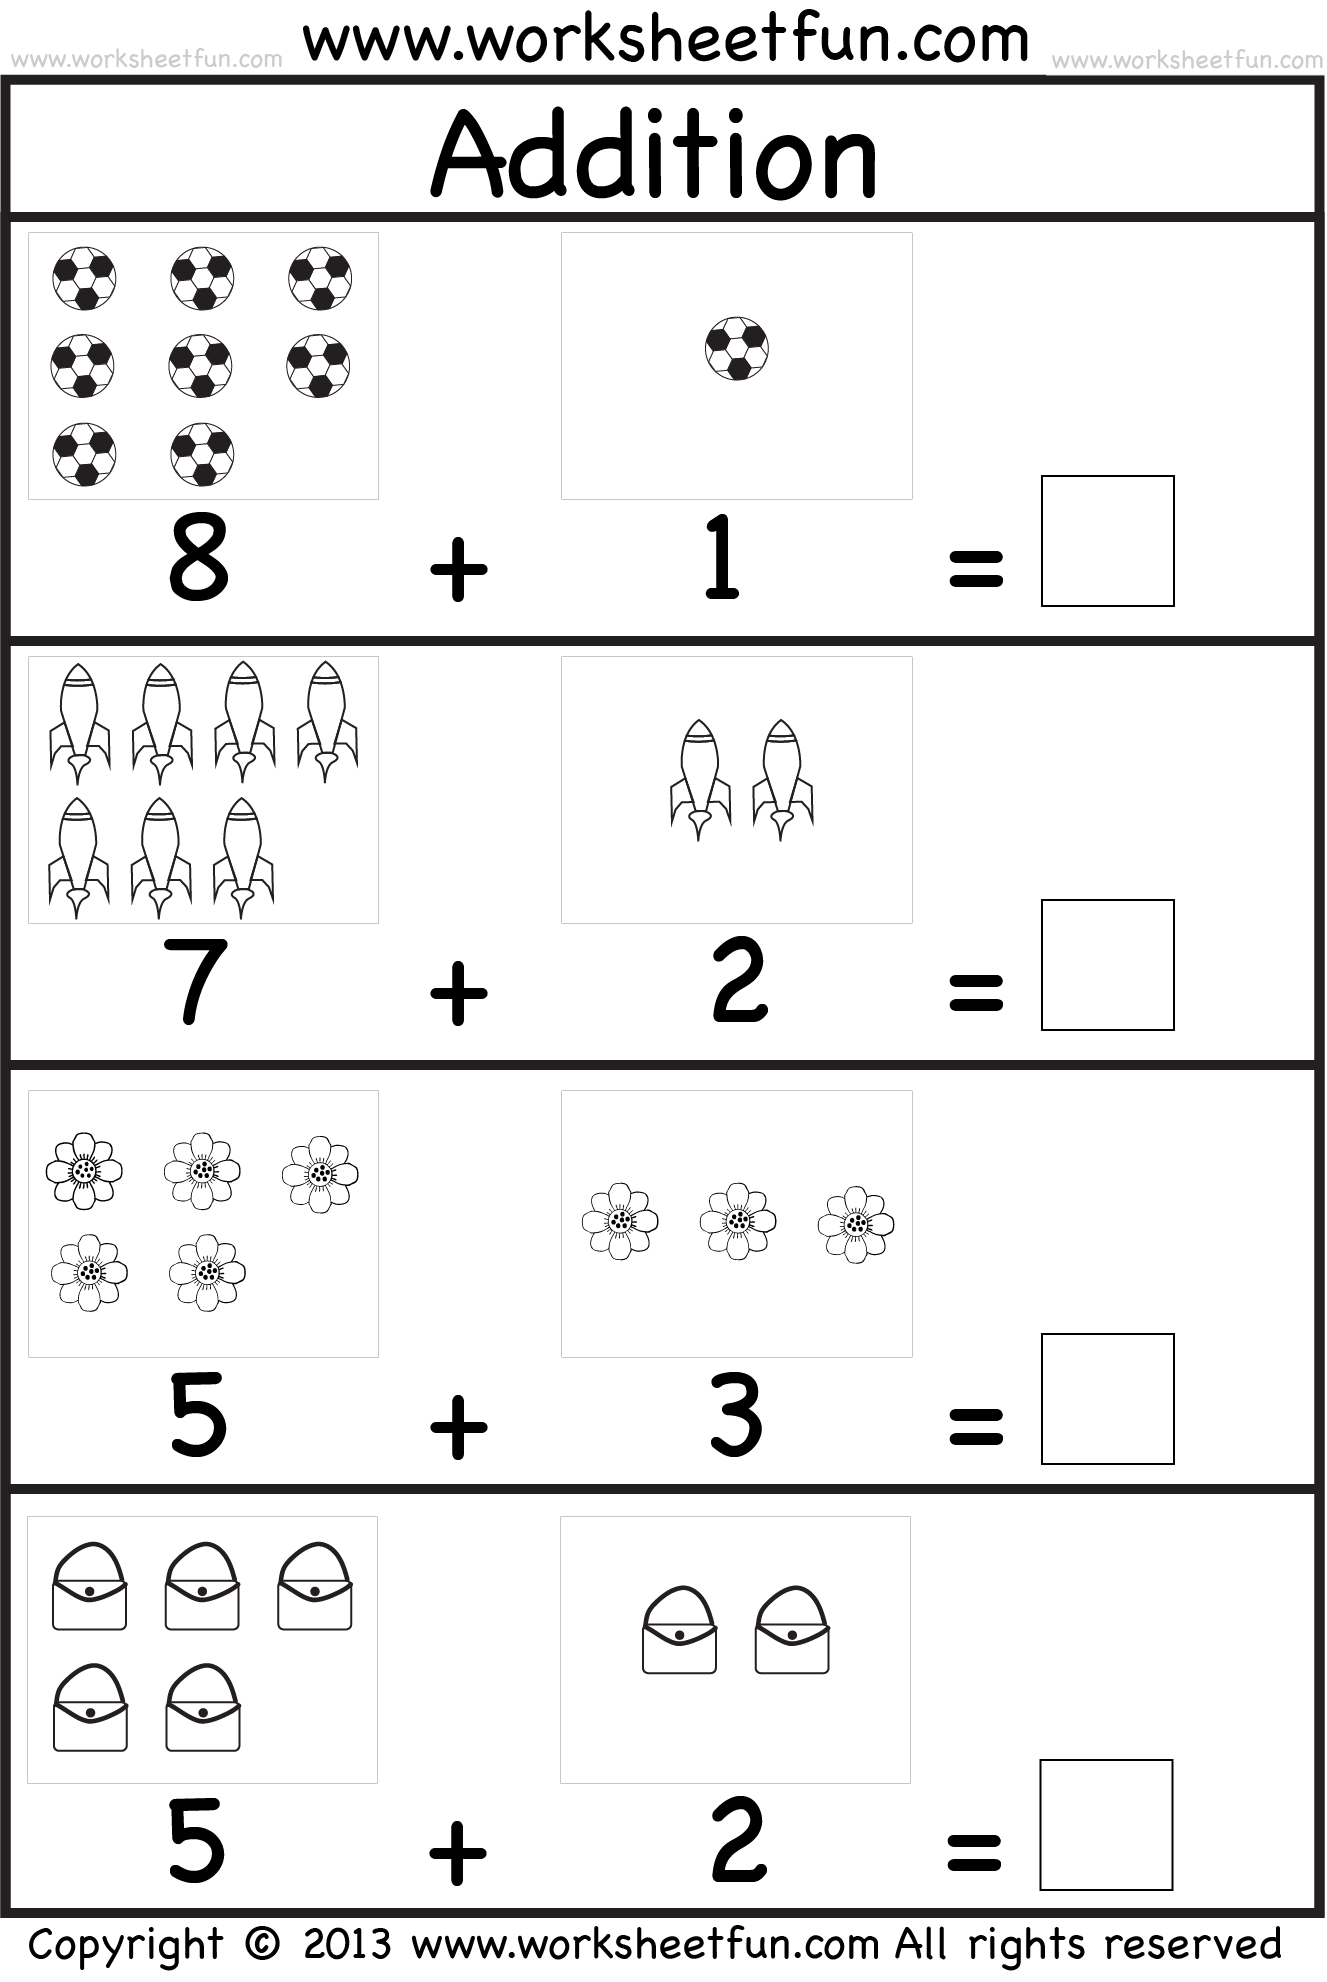 www.worksheetfun.com www.worksheetfun.com www.worksheetfun.com
Addition
8 + 1 =
7 + 2 =
5 + 3 =
5 + 2 =
Copyright © 2013 www.worksheetfun.com All rights reserved